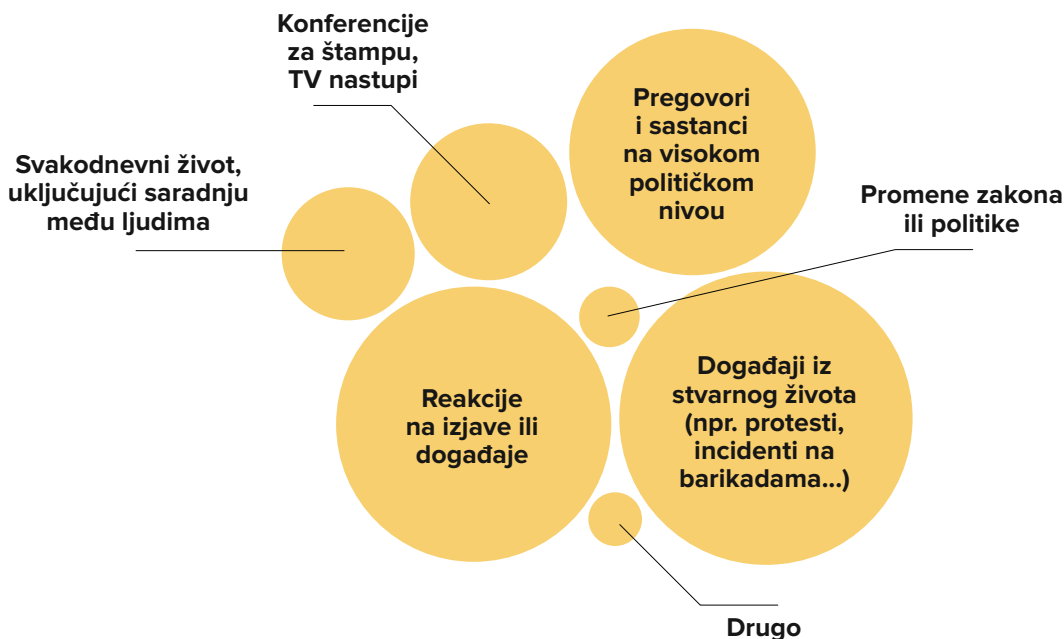 Konferencije
za štampu,
TV nastupi
Pregovori
i sastanci
na visokom
političkom
nivou
Svakodnevni život,
uključujući saradnju
među ljudima
Promene zakona
ili politike
Reakcije
na izjave ili
događaje
Događaji iz
stvarnog života
(npr. protesti,
incidenti na
barikadama...)
Drugo